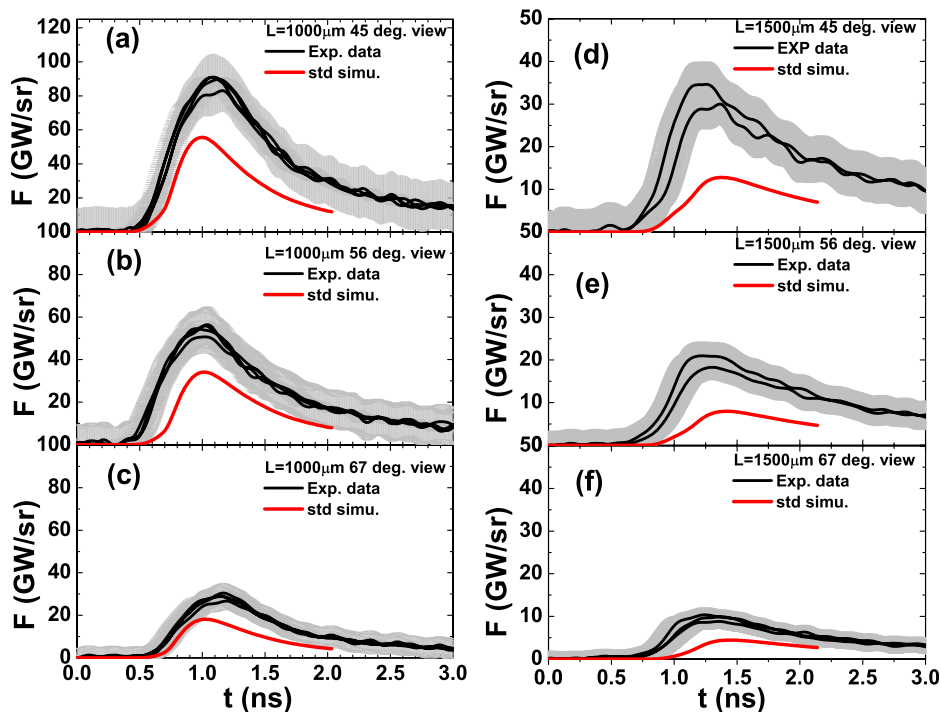 (a)
L=1000μm 45 deg. view
Exp. data
std simu.
F (GW/sr)
120
100
80
60
40
20
100
(b)
L=1000μm 56 deg. view
Exp. data
std simu.
F (GW/sr)
80
60
40
20
100
(c)
L=1000μm 67 deg. view
Exp. data
std simu.
F (GW/sr)
80
60
40
20
0
0.0 0.5 1.0 1.5 2.0 2.5 3.0
t (ns)
(d)
L=1500μm 45 deg. view
EXP data
std simu.
F (GW/sr)
40
30
20
10
50
(e)
L=1500μm 56 deg. view
Exp. data
std simu.
F (GW/sr)
40
30
20
10
50
(f)
L=1500μm 67 deg. view
Exp. data
std simu.
F (GW/sr)
40
30
20
10
0
0.0 0.5 1.0 1.5 2.0 2.5 3.0
t (ns)